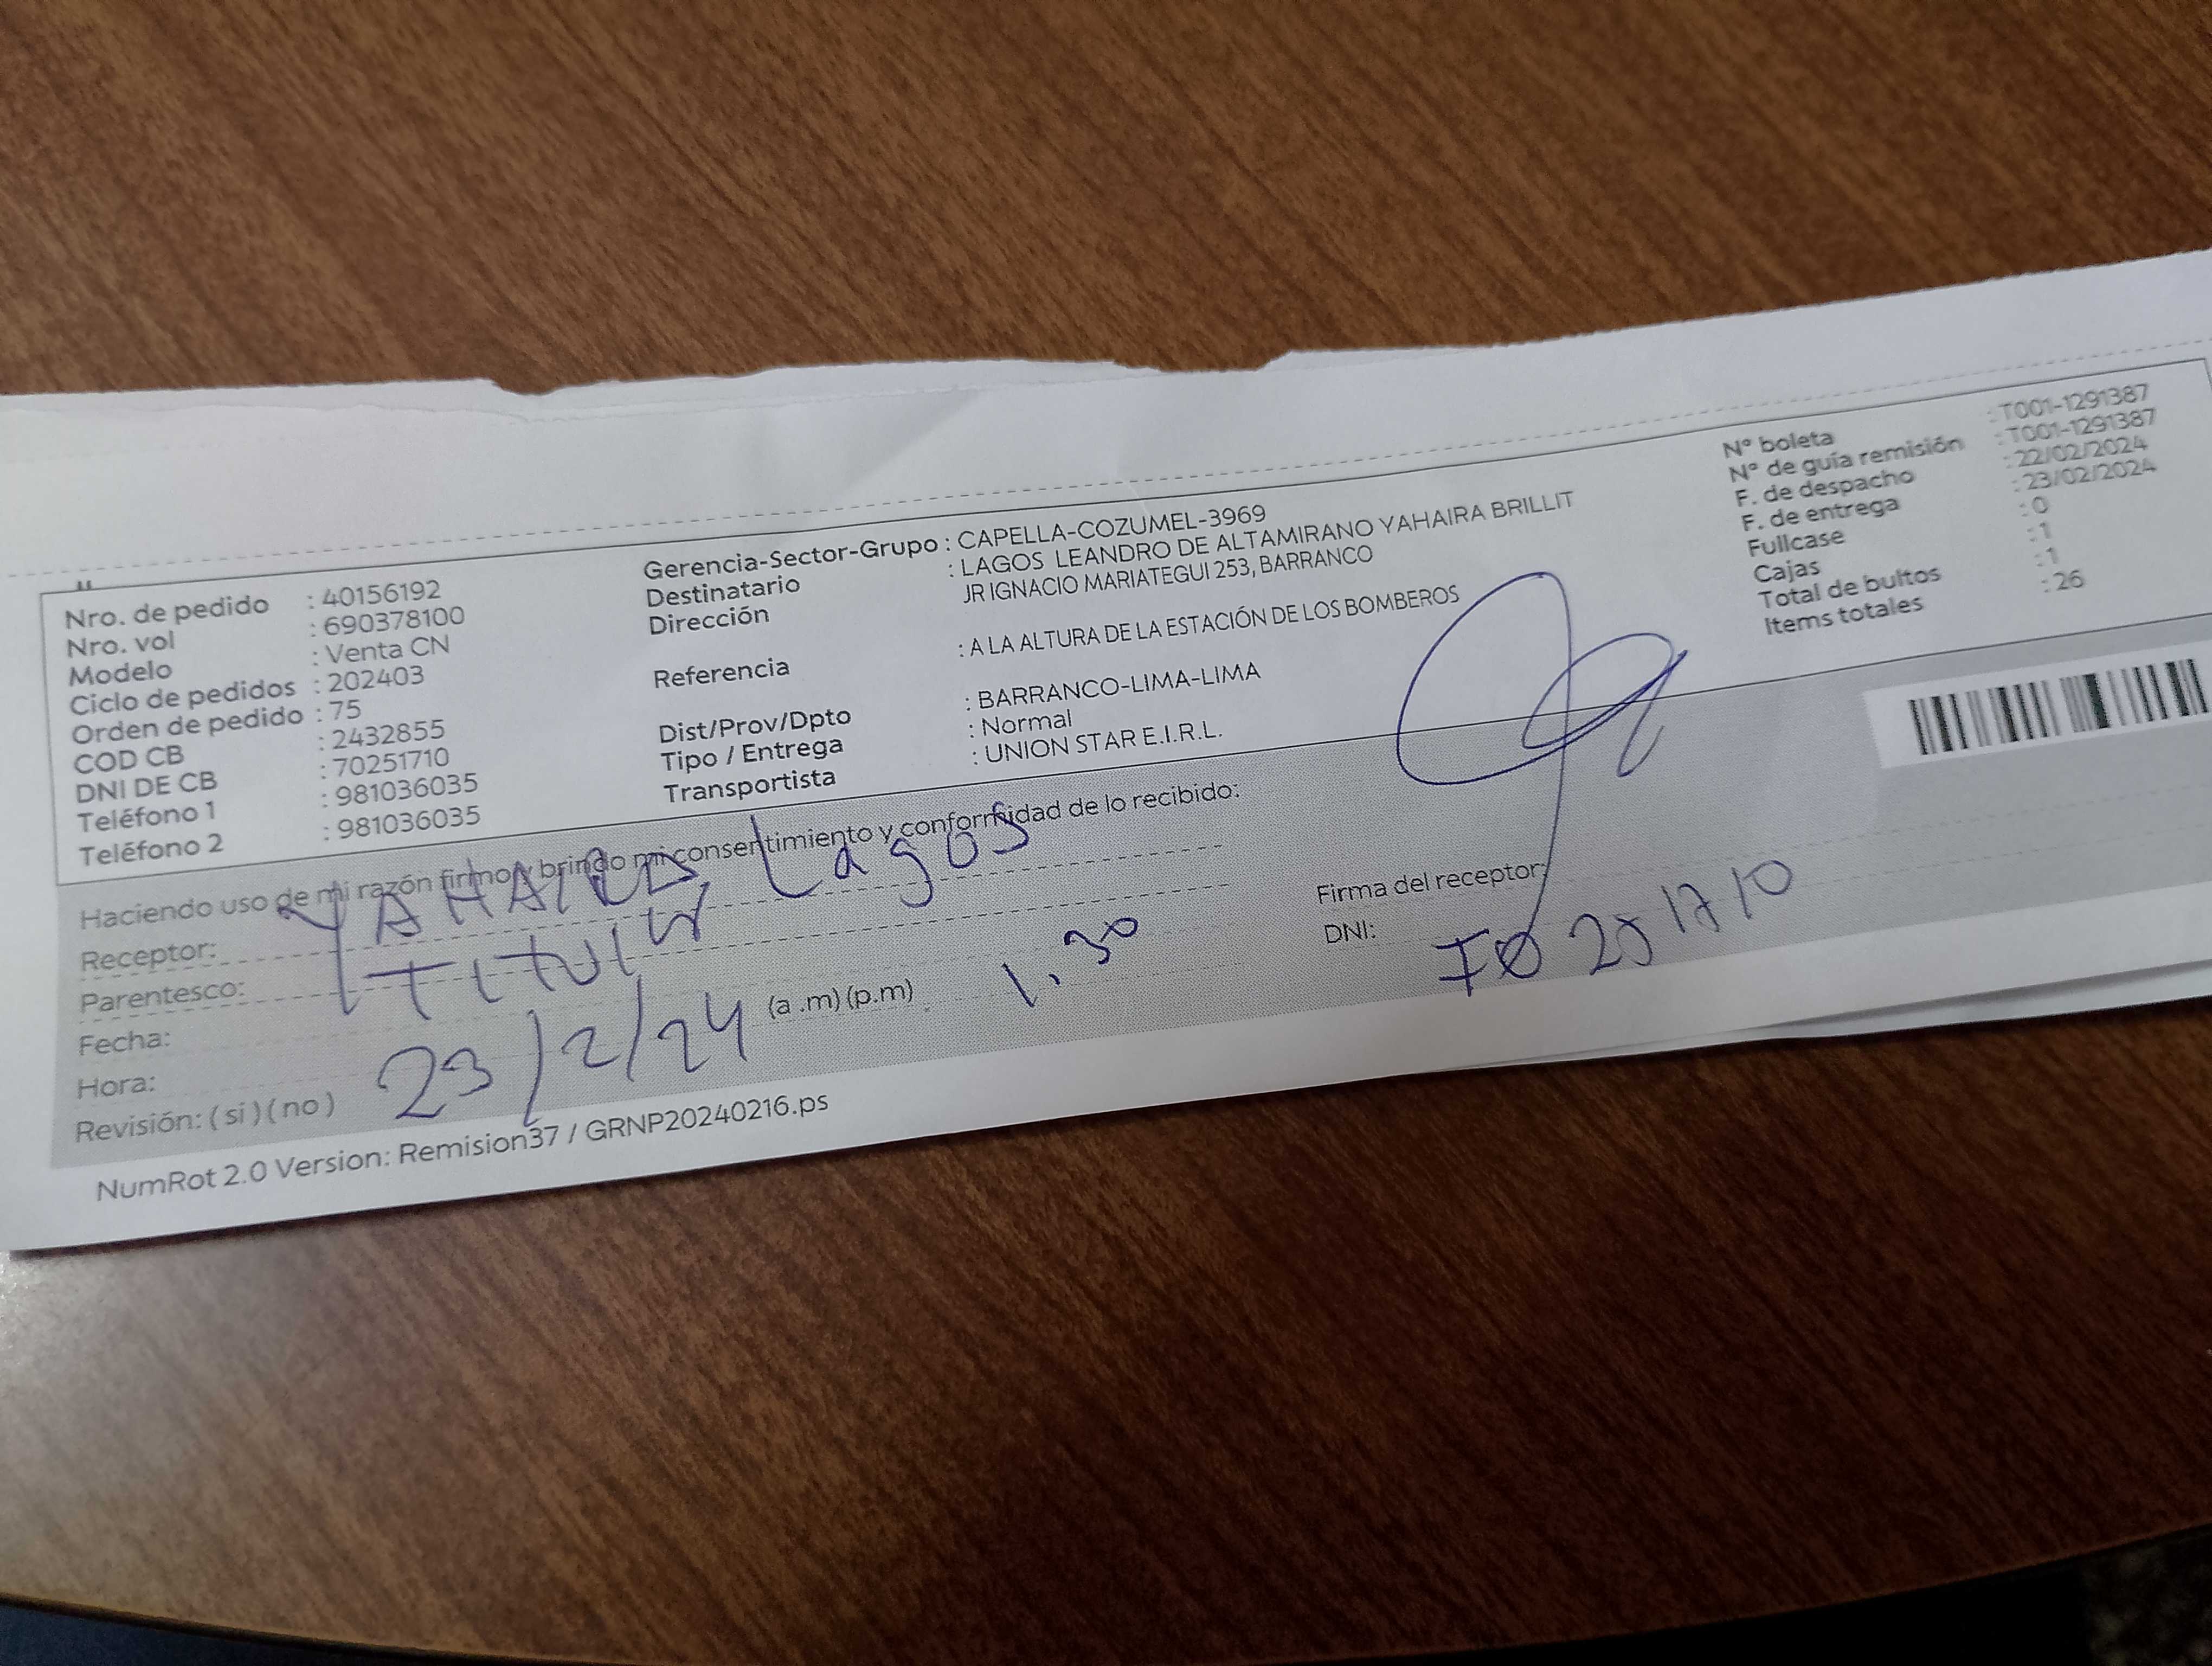 Nro. de pedido : 40156192
Nro. vol : 690378100
Modelo : Venta CN
Ciclo de pedidos : 202403
Orden de pedido : 75
COD CB : 2432855
DNI DE CB : 70251710
Teléfono 1 : 981036035
Teléfono 2 : 981036035
Gerencia-Sector-Grupo : CAPELLA-COZUMEL-3969
Destinatario : LAGOS LEANDRO DE ALTAMIRANO YAHAIRA BRILLIT
Dirección JR IGNACIO MARIATEGUI 253, BARRANCO
Referencia : A LA ALTURA DE LA ESTACIÓN DE LOS BOMBEROS
Dist/Prov/Dpto : BARRANCO-LIMA-LIMA
Tipo / Entrega : Normal
Transportista : UNION STAR E.I.R.L.
N° boleta : T001-1291387
N° de guía remisión : T001-1291387
F. de despacho : 22/02/2024
F. de entrega : 23/02/2024
Fullcase : 0
Cajas : 1
Total de bultos : 1
Items totales : 26
Haciendo uso de mi razón firmo y brindo mi consentimiento y conformidad de lo recibido:
Receptor: YAHAIRA Lagos
Parentesco:
Fecha: 23/2/24
Hora: (a .m) (p.m) 1.30
Revisión: ( si ) ( no )
Firma del receptor:
DNI: 70251710
NumRot 2.0 Version: Remision37 / GRNP20240216.ps